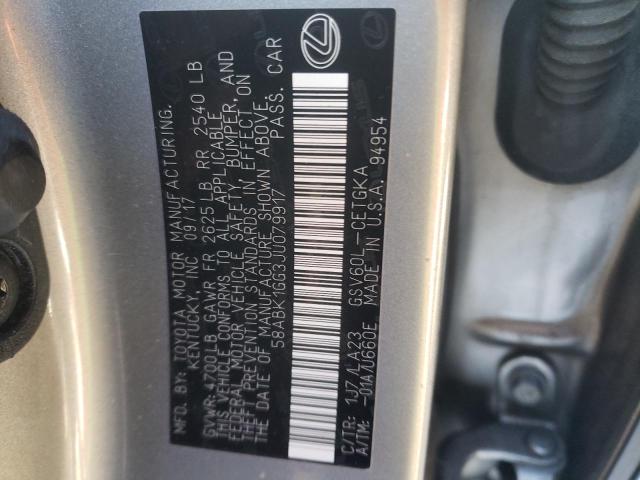 MFD.BY: TOYOTA MOTOR MANUFACTURING,
KENTUCKY, INC 09/17
GVWR:4700LB GAWR FR 2625LB RR 2540 LB
THIS VEHICLE CONFORMS TO ALL APPLICABLE
FEDERAL MOTOR VEHICLE SAFETY, BUMPER, AND
THEFT PREVENTION STANDARDS IN EFFECT ON
THE DATE OF MANUFACTURE SHOWN ABOVE.
58ABK1GG3JU079917 PASS. CAR
C/TR: 1J7/LA23 GSV60L-CETGKA
A/TM: -01A/U660E MADE IN U.S.A. 94954